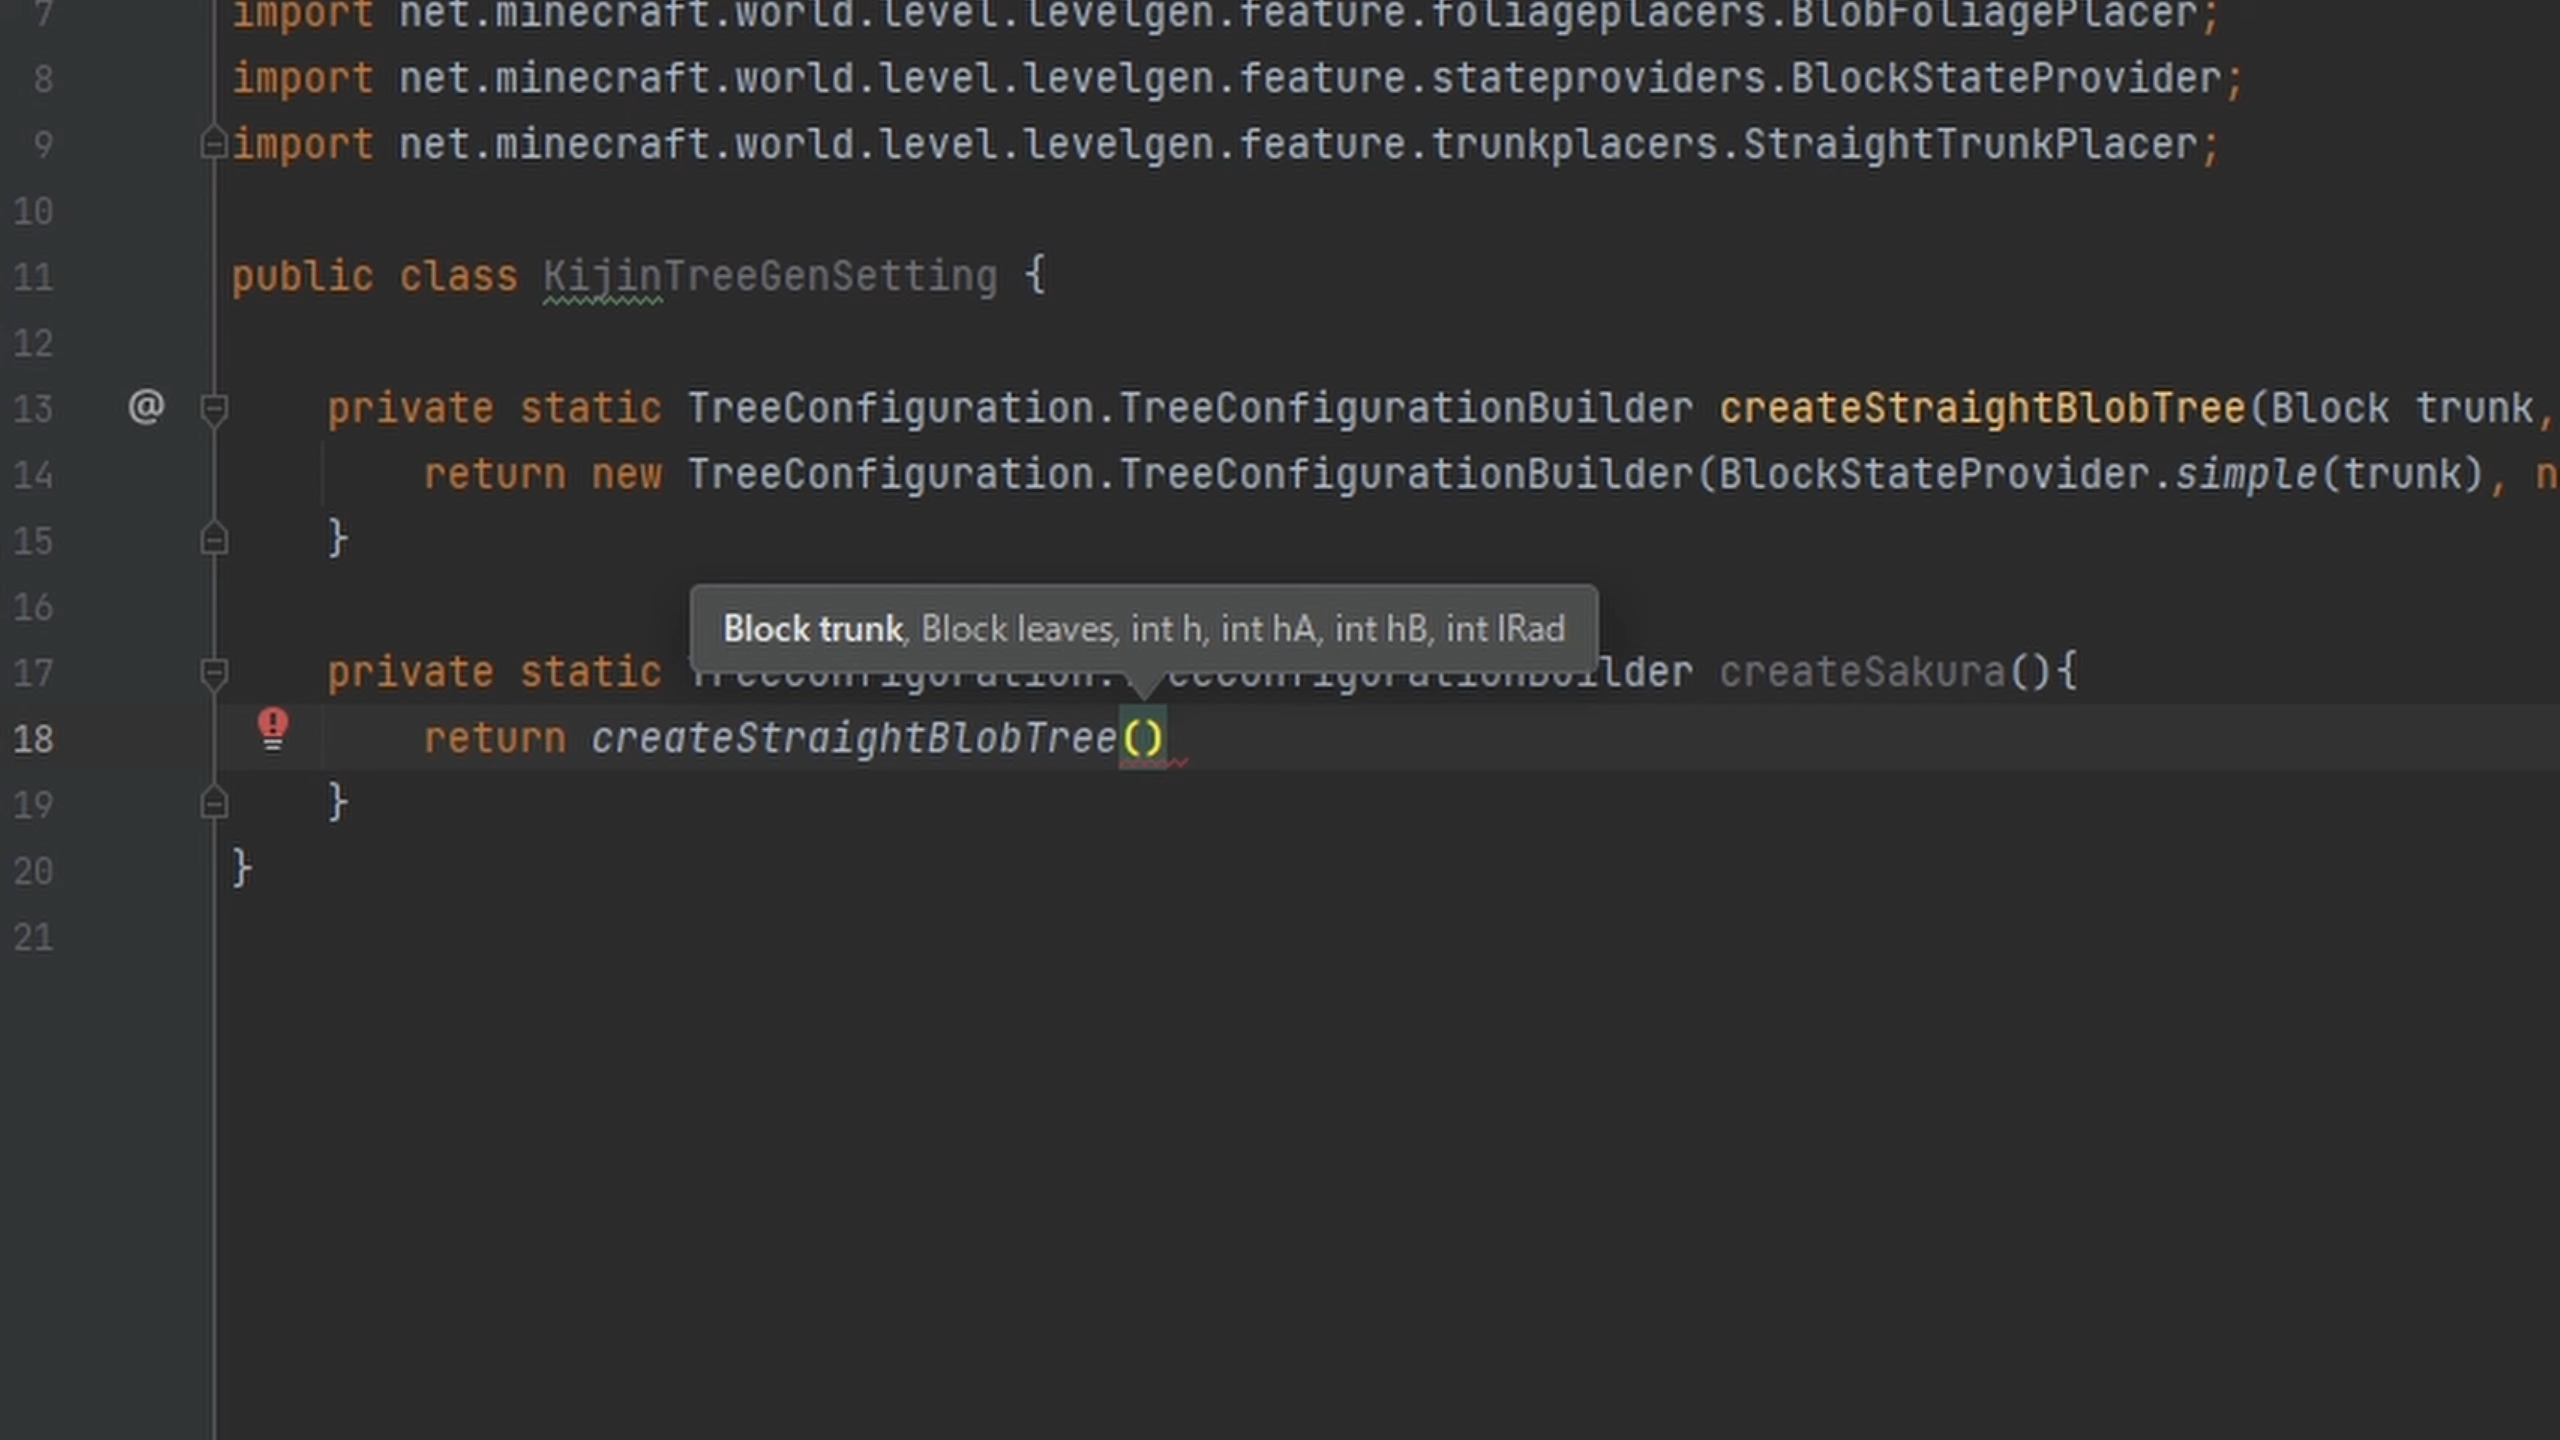 7 import net.minecraft.world.level.levelgen.feature.foliageplacers.BlobFoliagePlacer;
8 import net.minecraft.world.level.levelgen.feature.stateproviders.BlockStateProvider;
9 import net.minecraft.world.level.levelgen.feature.trunkplacers.StraightTrunkPlacer;
10
11 public class KijinTreeGenSetting {
12
13 @ private static TreeConfiguration.TreeConfigurationBuilder createStraightBlobTree(Block trunk,
14 return new TreeConfiguration.TreeConfigurationBuilder(BlockStateProvider.simple(trunk), n
15 }
16
Block trunk, Block leaves, int h, int hA, int hB, int lRad
17 private static TreeConfiguration.TreeConfigurationBuilder createSakura(){
18 return createStraightBlobTree()
19 }
20 }
21